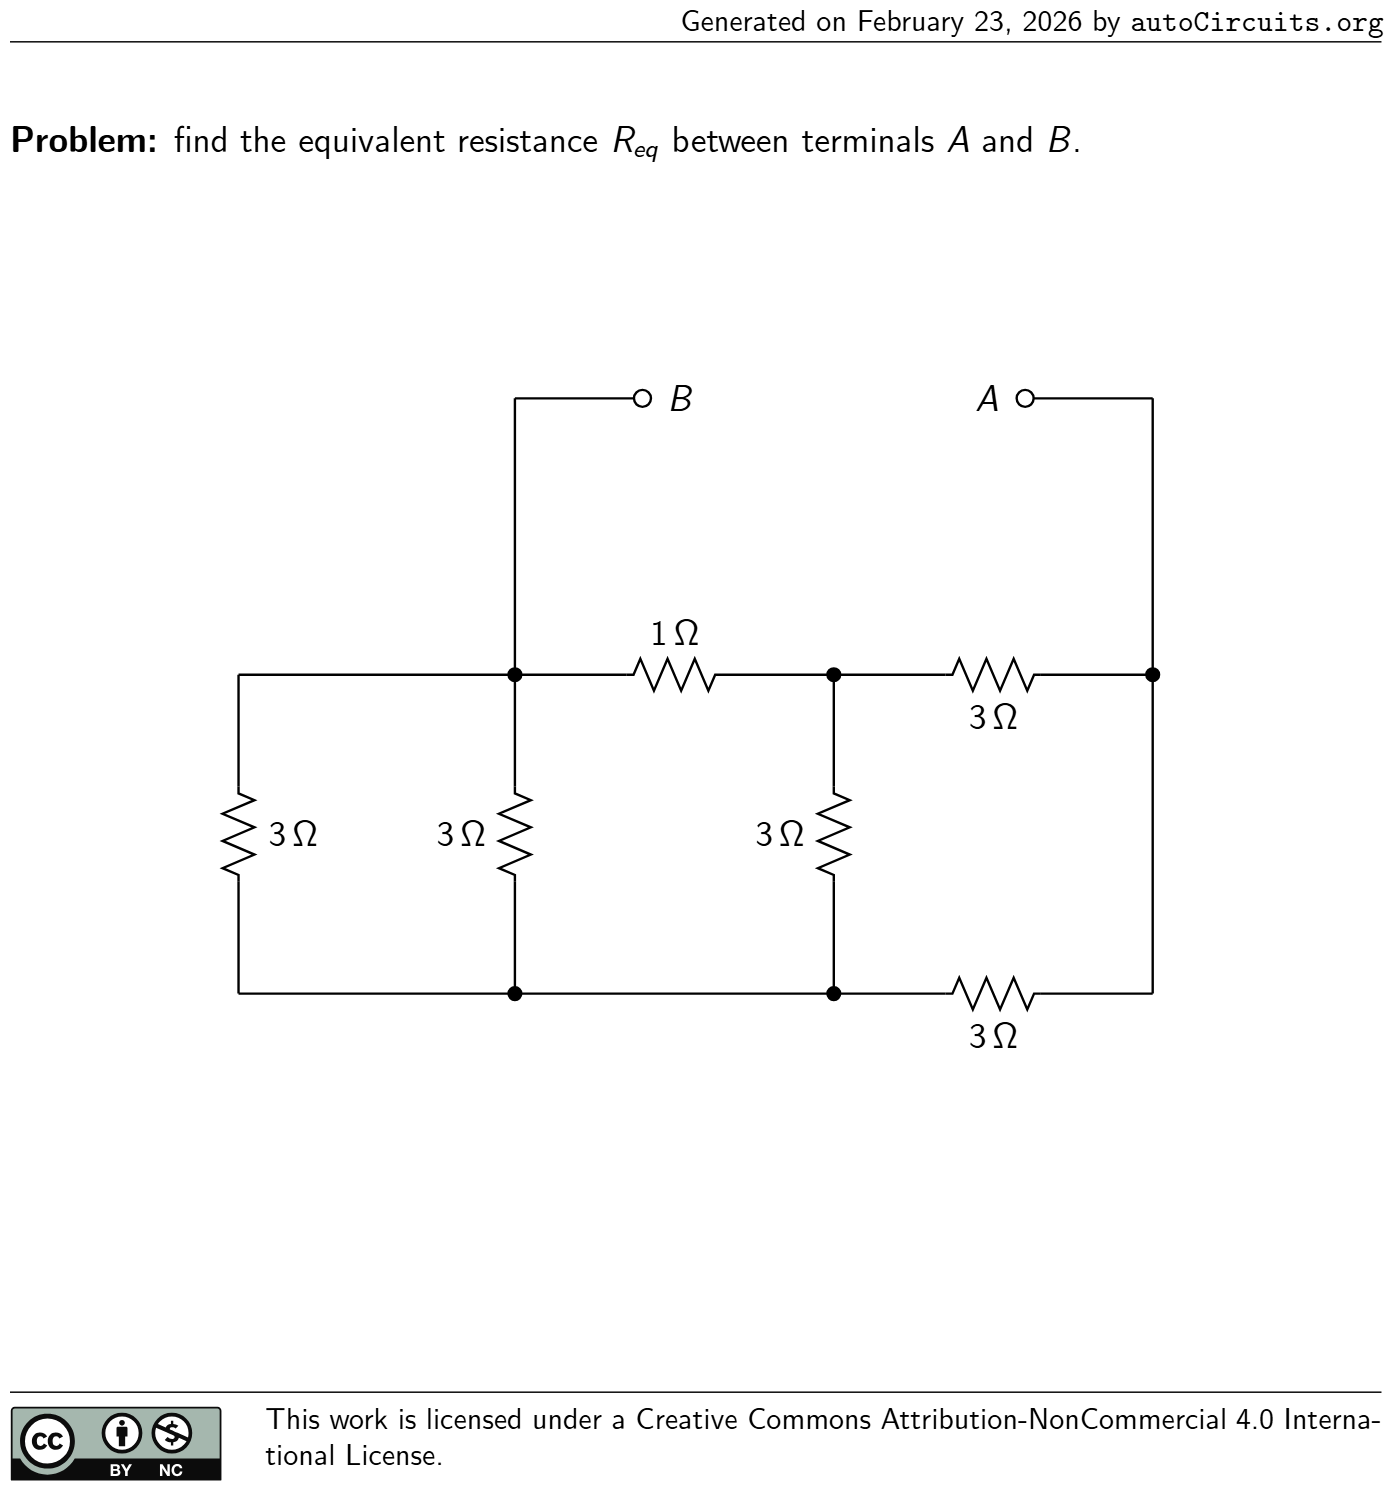 Generated on February 23, 2026 by autoCircuits.org
Problem: find the equivalent resistance Req between terminals A and B.
B
A
1 Ω
3 Ω
3 Ω
3 Ω
3 Ω
3 Ω
This work is licensed under a Creative Commons Attribution-NonCommercial 4.0 Interna-
tional License.
cc
BY NC